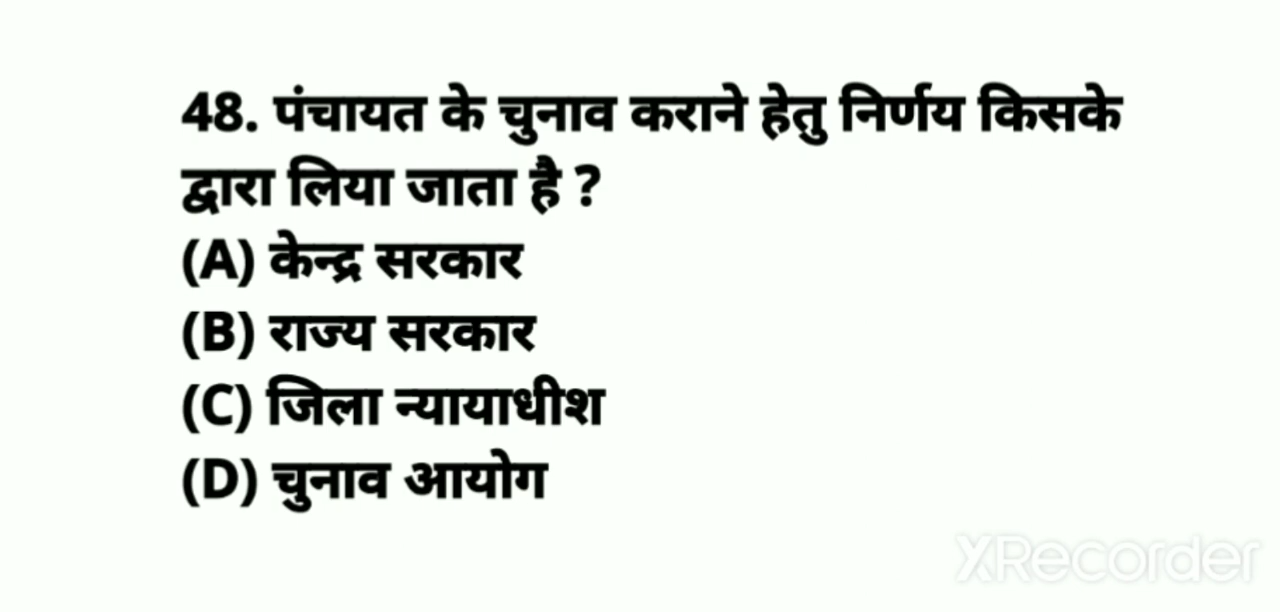 48. पंचायत के चुनाव कराने हेतु निर्णय किसके
द्वारा लिया जाता है ?
(A) केन्द्र सरकार
(B) राज्य सरकार
(C) जिला न्यायाधीश
(D) चुनाव आयोग
XRecorder